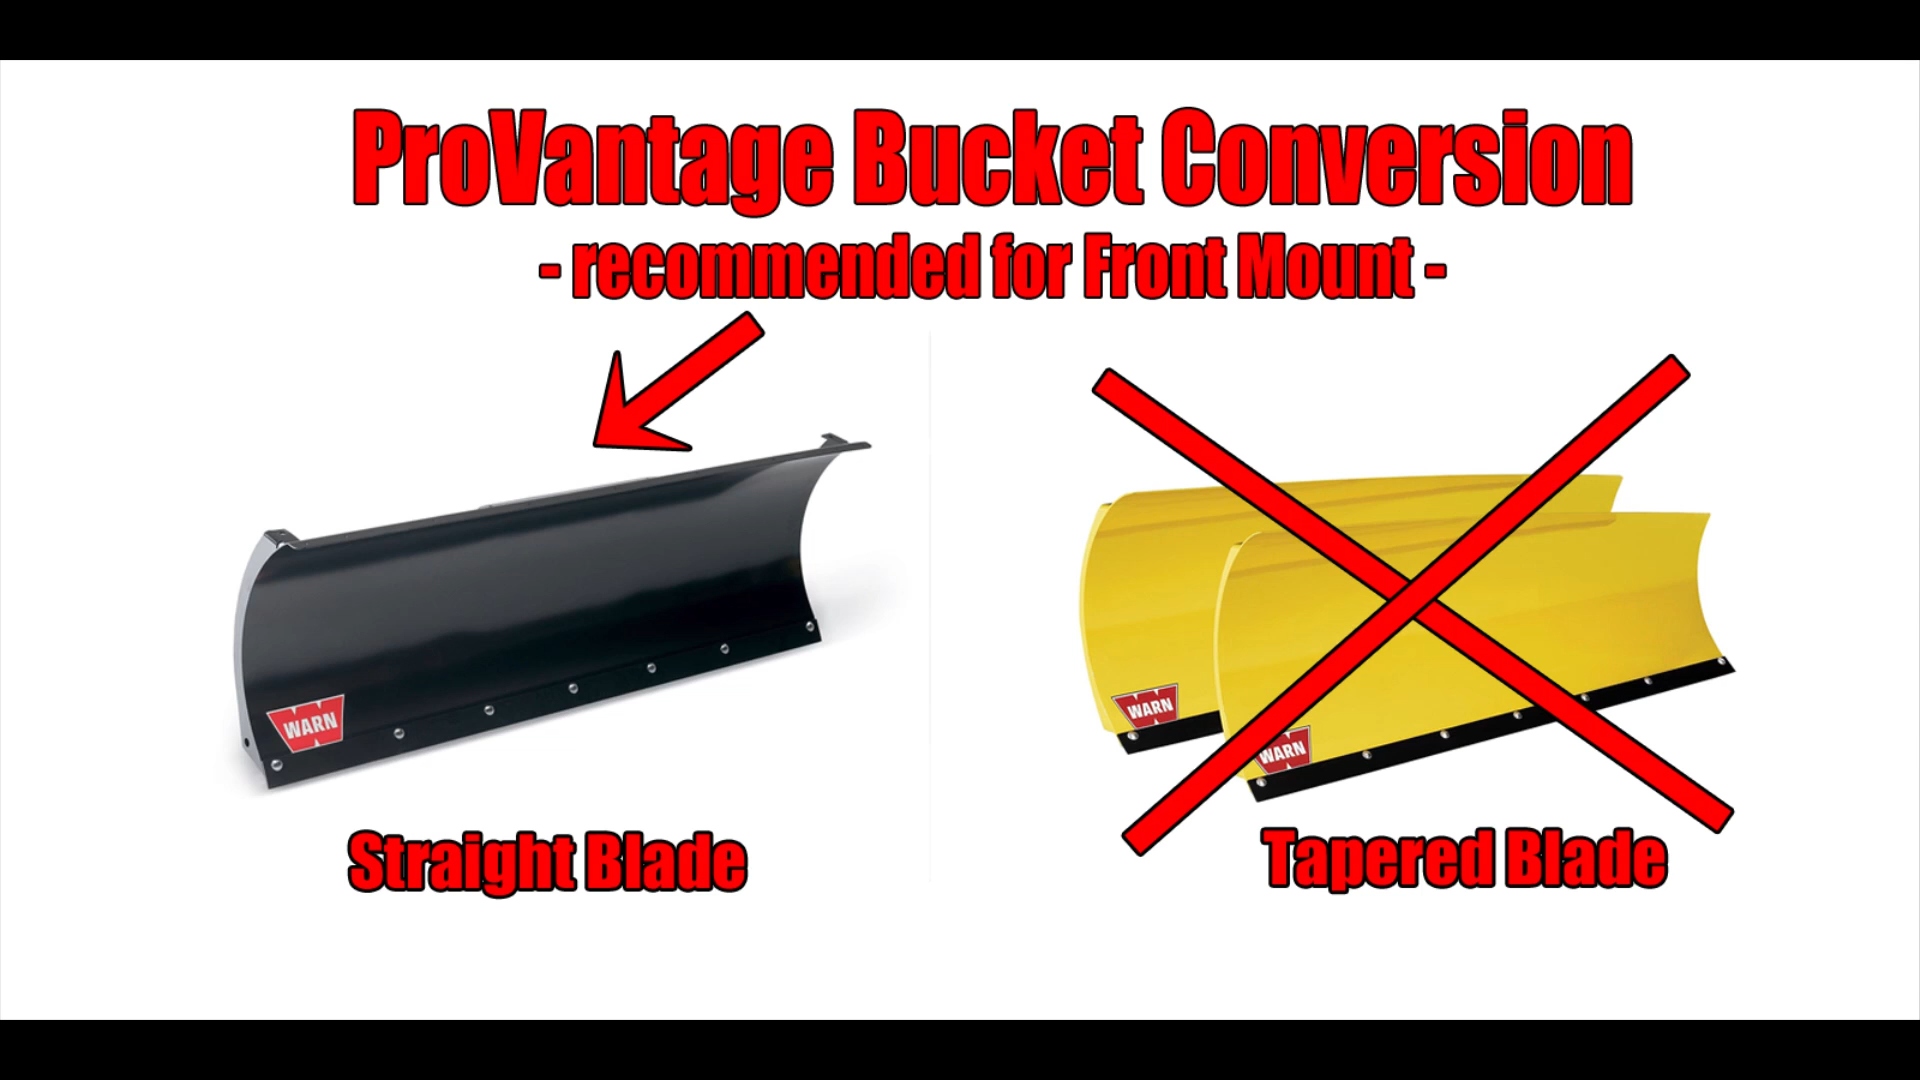 ProVantage Bucket Conversion
- recommended for Front Mount -
WARN
WARN
WARN
Straight Blade
Tapered Blade